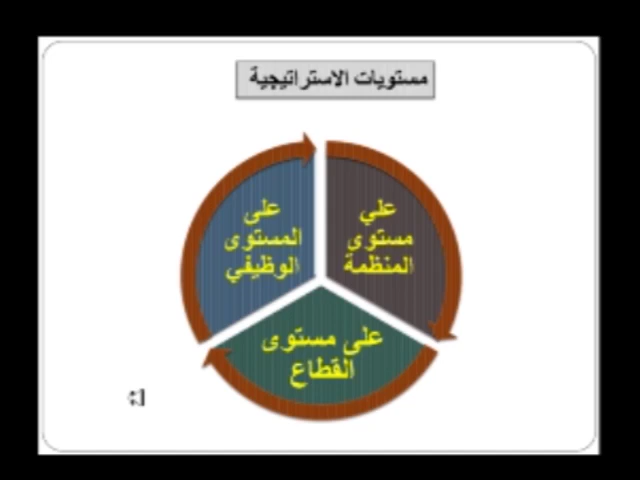 مستويات الاستراتيجية
علي
مستوى
المنظمة
على
المستوى
الوظيفي
على مستوى
القطاع